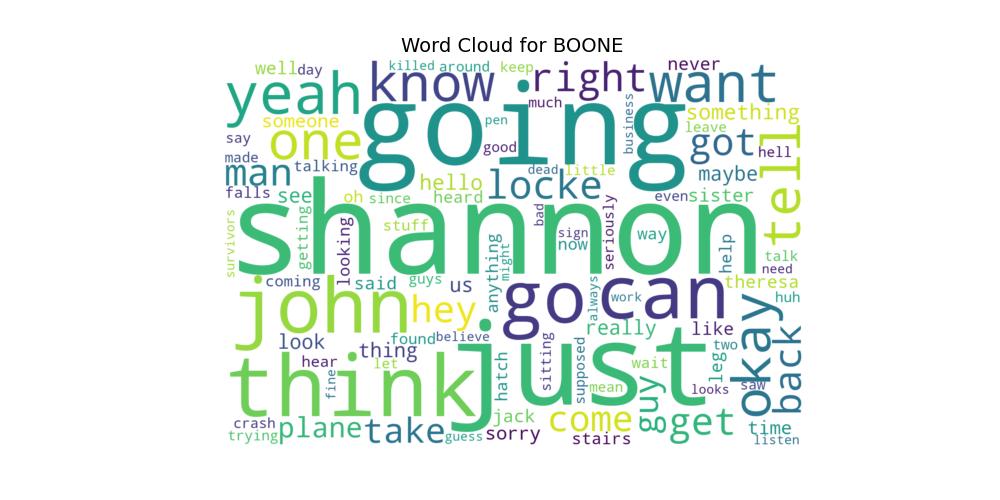 Word Cloud for BOONE
well
day
killed
around
keep
never
yeah
know
right
want
going
much
something
someone
pen
business
leave
say
one
good
got
hell
tell
made
talking
man
dead
little
maybe
falls
see
oh
since
hello
heard
locke
even
sister
shannon
survivors
getting
looking
stuff
bad
sign
now
seriously
way
help
talk
need
anything
might
coming
said
guys
us
always
work
theresa
huh
john
hey
go
can
okay
back
look
found
believe
really
like
hear
thing
let
fine
think
just
hatch
sitting
supposed
wait
mean
guy
leg
two
looks
saw
crash
trying
plane
take
guess
jack
sorry
come
stairs
get
time
listen